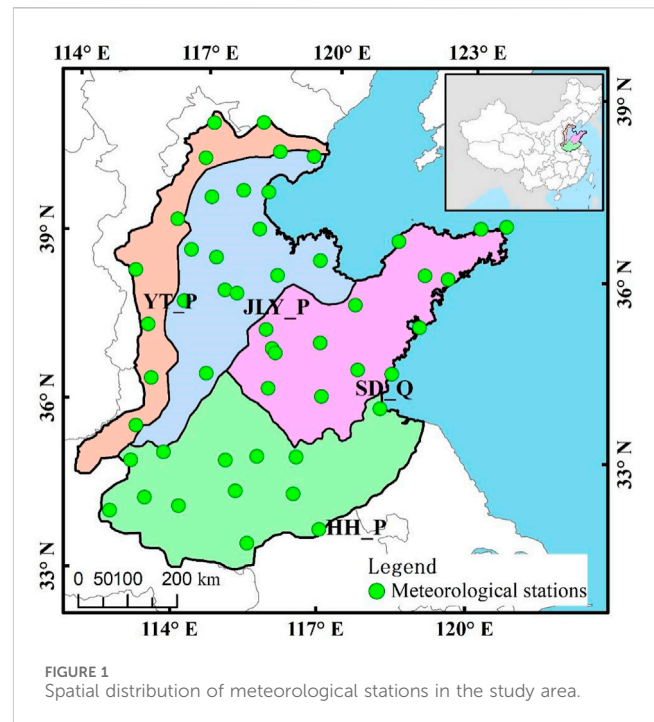 114° E 117° E 120° E 123° E
39° N
39° N
36° N
YT_P
JLY_P
36° N
SD_Q
33° N
HH_P
33° N
Legend
Meteorological stations
0 50100 200 km
114° E 117° E 120° E
FIGURE 1
Spatial distribution of meteorological stations in the study area.